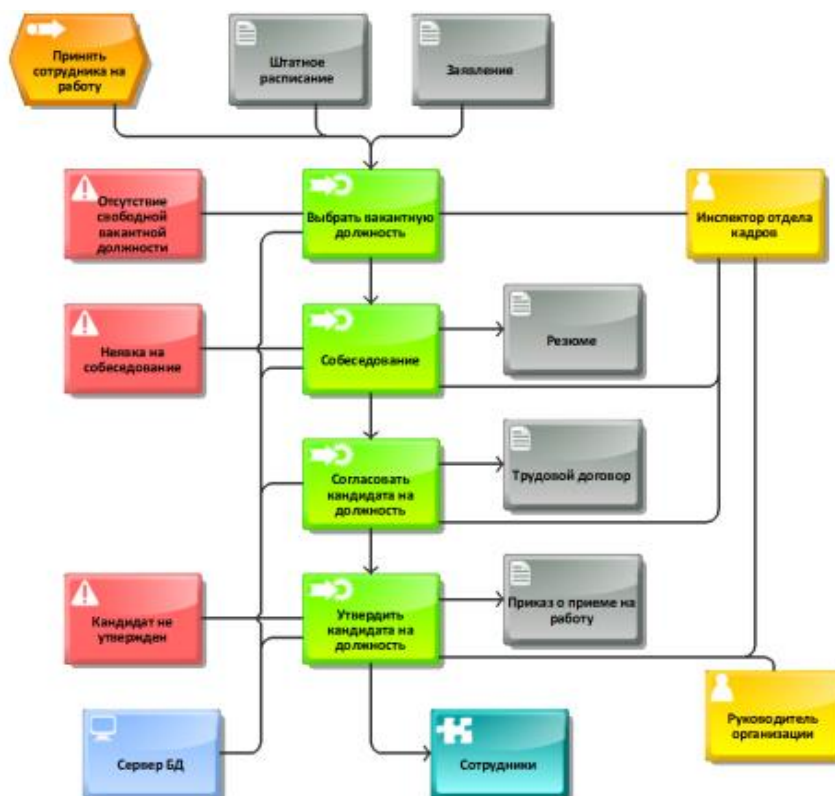 Принять
сотрудника на
работу
Штатное
расписание
Заявление
Отсутствие
свободной
вакантной
должности
Выбрать вакантную
должность
Инспектор отдела
кадров
Неявка на
собеседование
Собеседование
Резюме
Согласовать
кандидата на
должность
Трудовой договор
Кандидат не
утвержден
Утвердить
кандидата на
должность
Приказ о приеме на
работу
Сервер БД
Сотрудники
Руководитель
организации